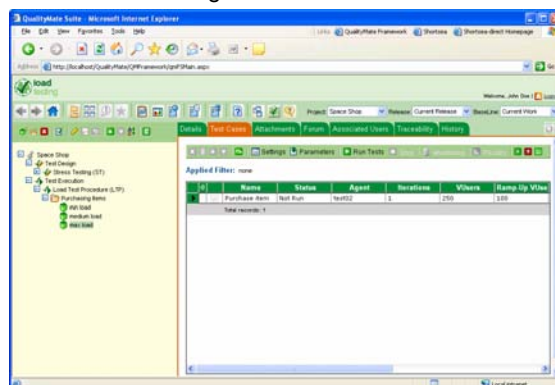 QualityMate Suite - Microsoft Internet Explorer
File Edit View Favorites Tools Help
Links QualityMate Framework Shortsea Shortsea direct Homepage
Address http://localhost/QualityMate/QMFramework/qmFSMain.aspx Go
load
testing
Welcome, John Doe |
Project Space Shop Release Current Release BaseLine Current Work
Details Test Cases Attachments Forum Associated Users Traceability History
Settings Parameters Run Tests
Applied Filter: none
Name Status Agent Iterations VUsers Ramp-Up VUse
Purchase item Not Run test02 1 250 100
Total records: 1
Space Shop
Test Design
Stress Testing (ST)
Test Execution
Load Test Procedure (LTP)
Purchasing Items
min load
medium load
max load
Local intranet